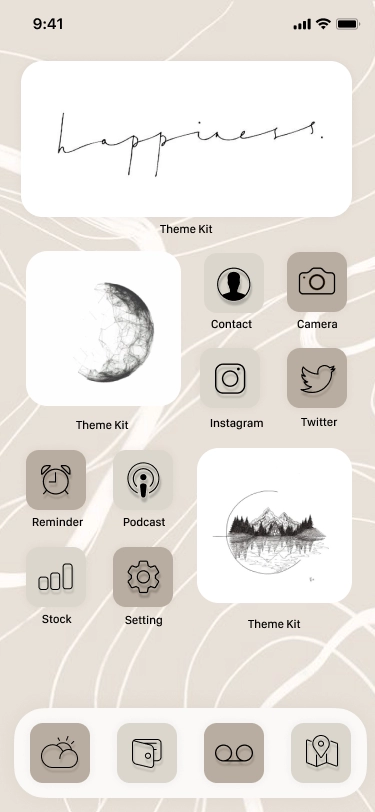 9:41
happiness.
Theme Kit
Contact
Camera
Theme Kit
Instagram
Twitter
Reminder
Podcast
Stock
Setting
Theme Kit